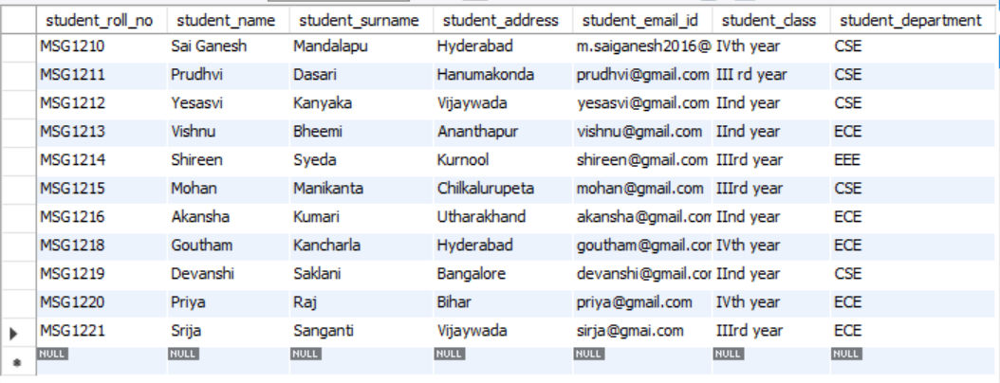 student_roll_no student_name student_surname student_address student_email_id student_class student_department
MSG1210 Sai Ganesh Mandalapu Hyderabad m.saiganesh2016@ IVth year CSE
MSG1211 Prudhvi Dasari Hanumakonda prudhvi@gmail.com III rd year CSE
MSG1212 Yesasvi Kanyaka Vijaywada yesasvi@gmail.com IInd year CSE
MSG1213 Vishnu Bheemi Ananthapur vishnu@gmail.com IInd year ECE
MSG1214 Shireen Syeda Kurnool shireen@gmail.com IIIrd year EEE
MSG1215 Mohan Manikanta Chilkalurupeta mohan@gmail.com IIIrd year CSE
MSG1216 Akansha Kumari Utharakhand akansha@gmail.com IInd year ECE
MSG1218 Goutham Kancharla Hyderabad goutham@gmail.cor IVth year ECE
MSG1219 Devanshi Saklani Bangalore devanshi@gmail.cor IInd year CSE
MSG1220 Priya Raj Bihar priya@gmail.com IVth year ECE
MSG1221 Srija Sanganti Vijaywada sirja@gmai.com IIIrd year ECE
NULL NULL NULL NULL NULL NULL NULL